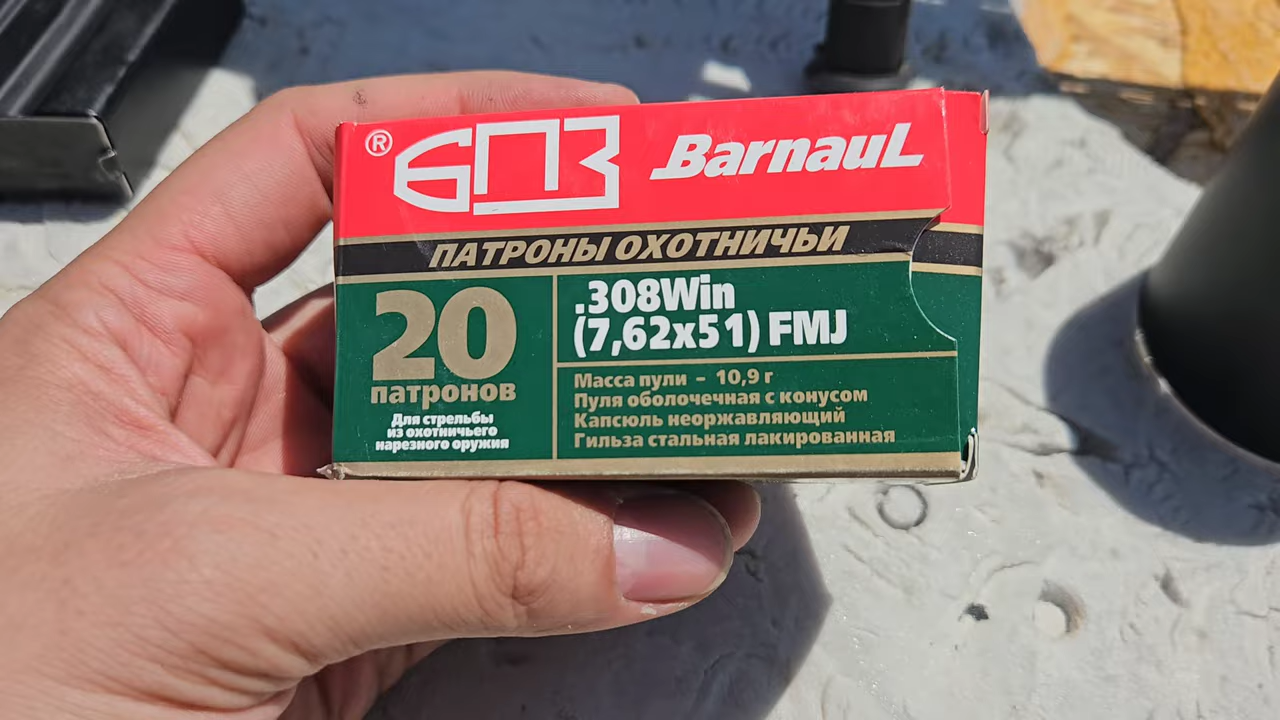 ® БПЗ Barnaul
ПАТРОНЫ ОХОТНИЧЬИ
20
патронов
Для стрельбы
из охотничьего
нарезного оружия
.308Win
(7,62x51) FMJ
Масса пули – 10,9 г
Пуля оболочечная с конусом
Капсюль неоржавляющий
Гильза стальная лакированная